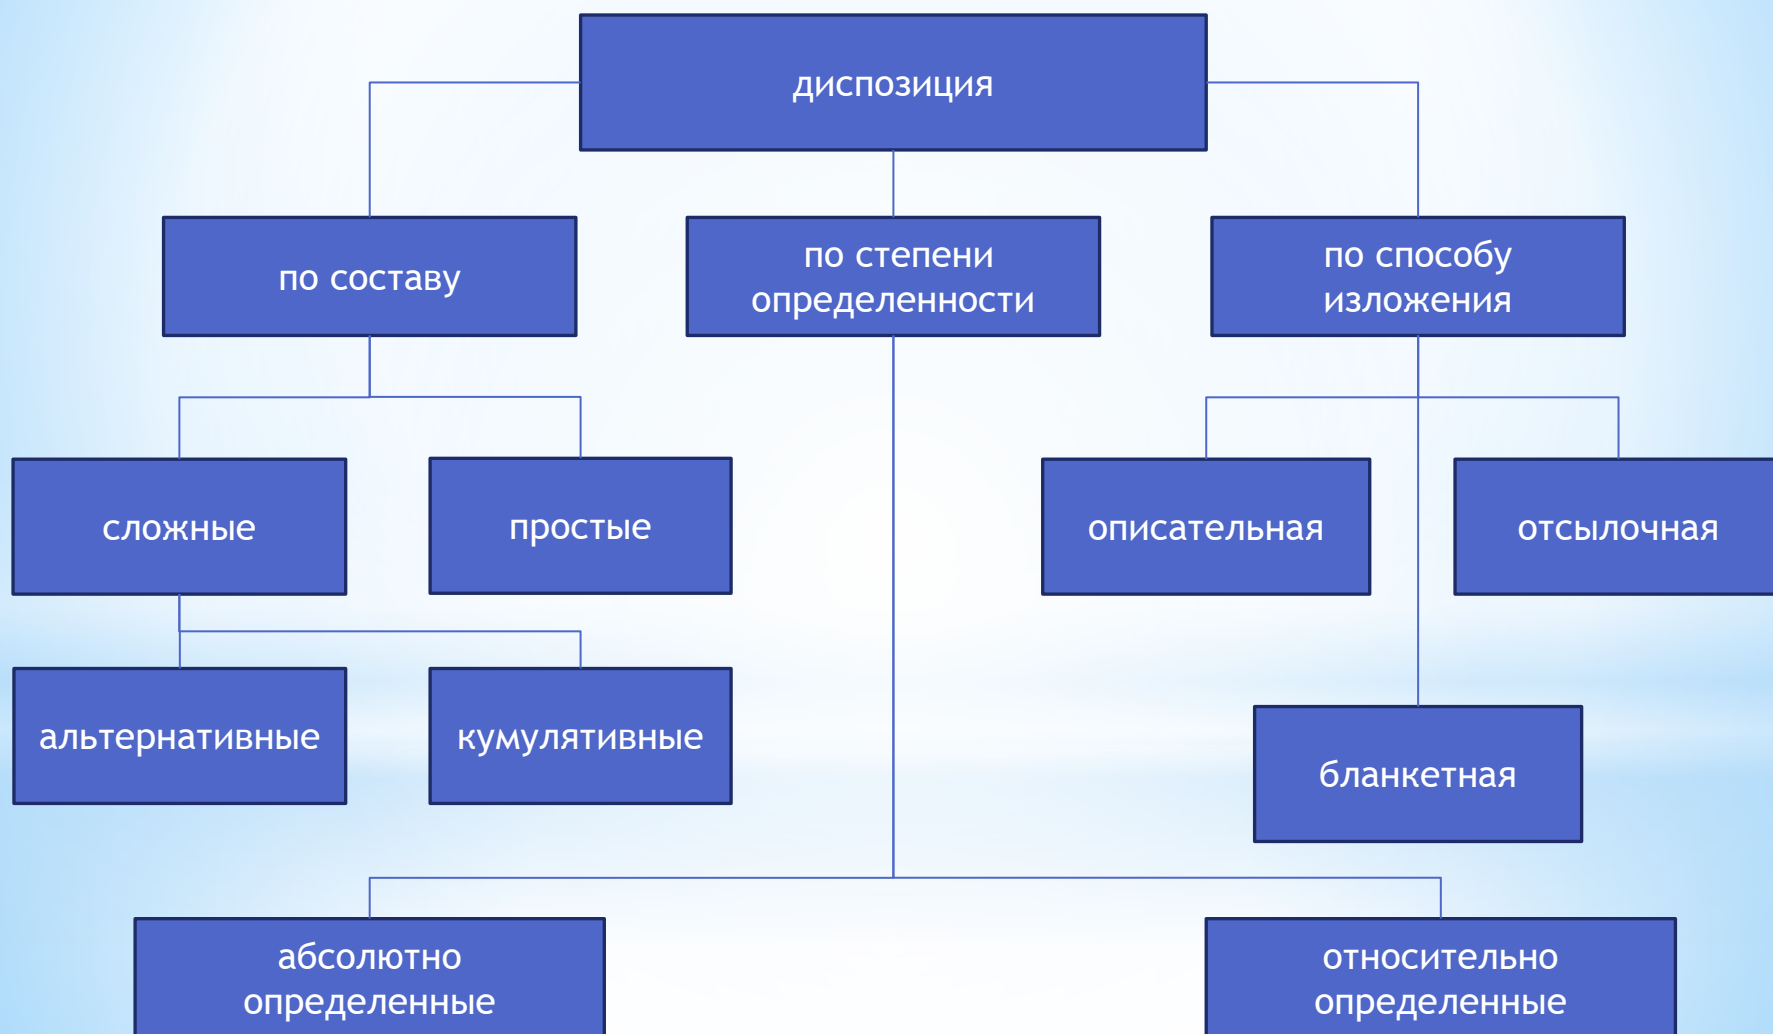 диспозиция
по составу
по степени
определенности
по способу
изложения
сложные
простые
описательная
отсылочная
альтернативные
кумулятивные
бланкетная
абсолютно
определенные
относительно
определенные